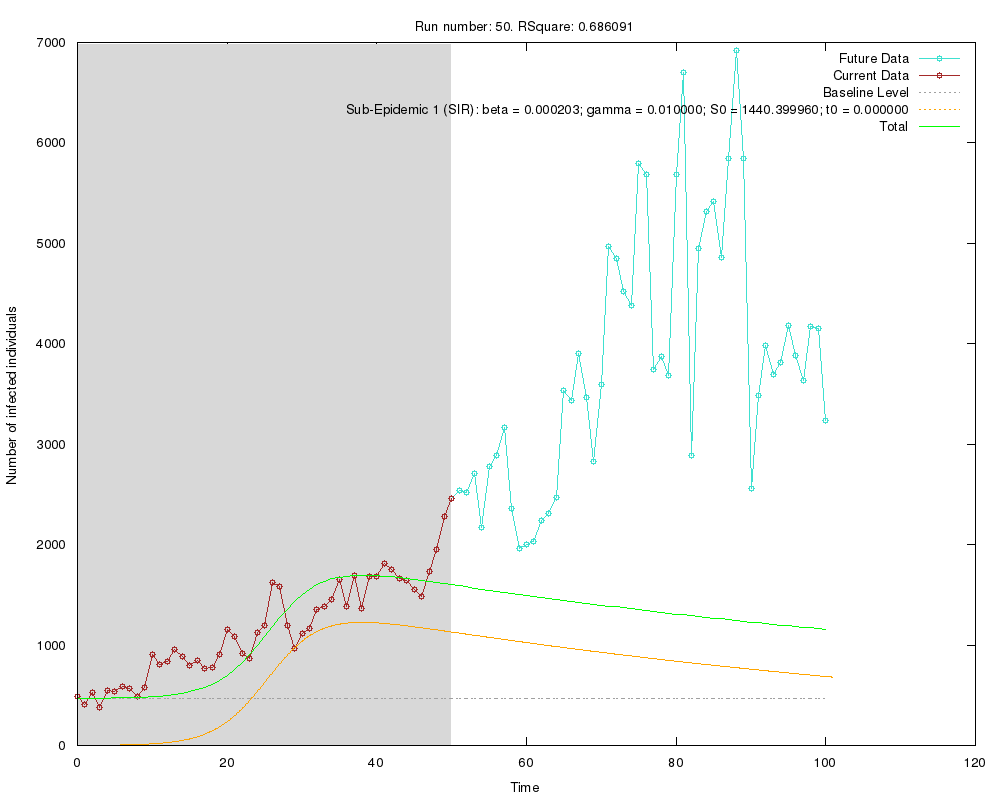 Run number: 50. RSquare: 0.686091
Future Data
Current Data
Baseline Level
Sub-Epidemic 1 (SIR): beta = 0.000203; gamma = 0.010000; S0 = 1440.399960; t0 = 0.000000
Total
7000
6000
5000
4000
3000
2000
1000
0
Number of infected individuals
0 20 40 60 80 100 120
Time